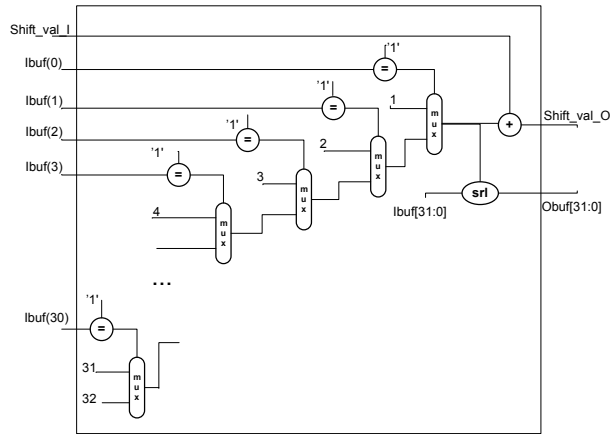 Shift_val_I
'1'
Ibuf(0)
=
'1'
1
Ibuf(1)
=
mux
Shift_val_O
+
'1'
Ibuf(2)
=
2
mux
'1'
Ibuf(3)
=
3
mux
srl
Ibuf[31:0]
Obuf[31:0]
4
mux
...
'1'
Ibuf(30)
=
31
mux
32